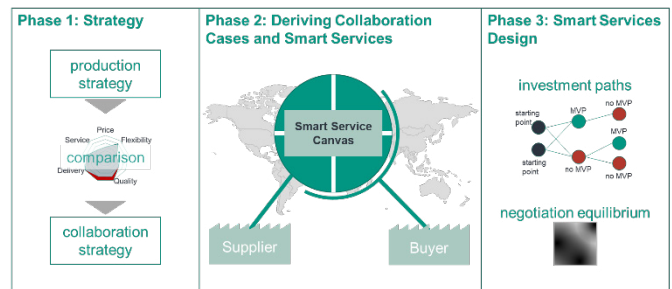 Phase 1: Strategy
production
strategy
Price
Service
Flexibility
comparison
Delivery
Quality
collaboration
strategy
Phase 2: Deriving Collaboration
Cases and Smart Services
Smart Service
Canvas
Supplier
Buyer
Phase 3: Smart Services
Design
investment paths
starting
point
starting
point
MVP
no MVP
no MVP
MVP
no MVP
negotiation equilibrium